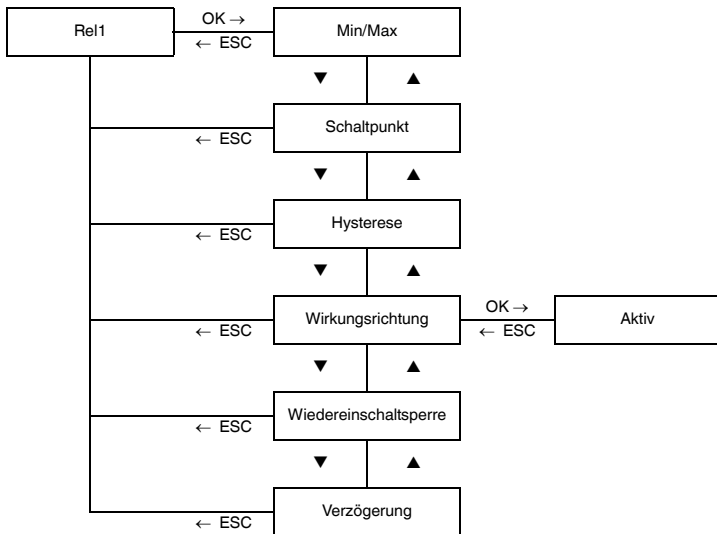 Rel1
OK →
← ESC
Min/Max
▼ ▲
← ESC
Schaltpunkt
▼ ▲
← ESC
Hysterese
▼ ▲
← ESC
Wirkungsrichtung
OK →
← ESC
Aktiv
▼ ▲
← ESC
Wiedereinschaltsperre
▼ ▲
← ESC
Verzögerung